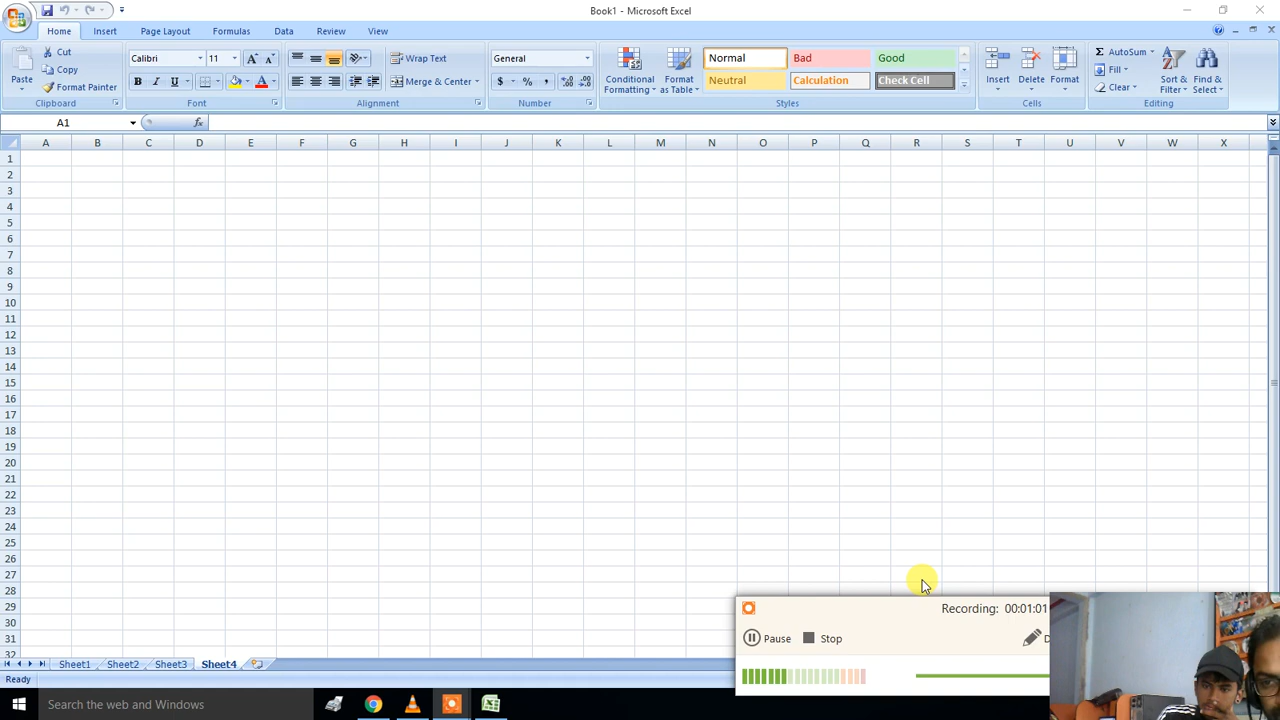 Book1 - Microsoft Excel
Home Insert Page Layout Formulas Data Review View
Paste Cut Copy Format Painter
Clipboard
Calibri 11
B I U
Font
Wrap Text
Merge & Center
Alignment
General
$ % ,
Number
Conditional Formatting
Format as Table
Normal Bad Good
Neutral Calculation Check Cell
Styles
Insert Delete Format
Cells
AutoSum
Fill
Clear
Sort & Filter
Find & Select
Editing
A1 fx
A B C D E F G H I J K L M N O P Q R S T U V W X
1
2
3
4
5
6
7
8
9
10
11
12
13
14
15
16
17
18
19
20
21
22
23
24
25
26
27
28
29
30
31
32
Recording: 00:01:01
Pause Stop D
Sheet1 Sheet2 Sheet3 Sheet4
Ready
Search the web and Windows